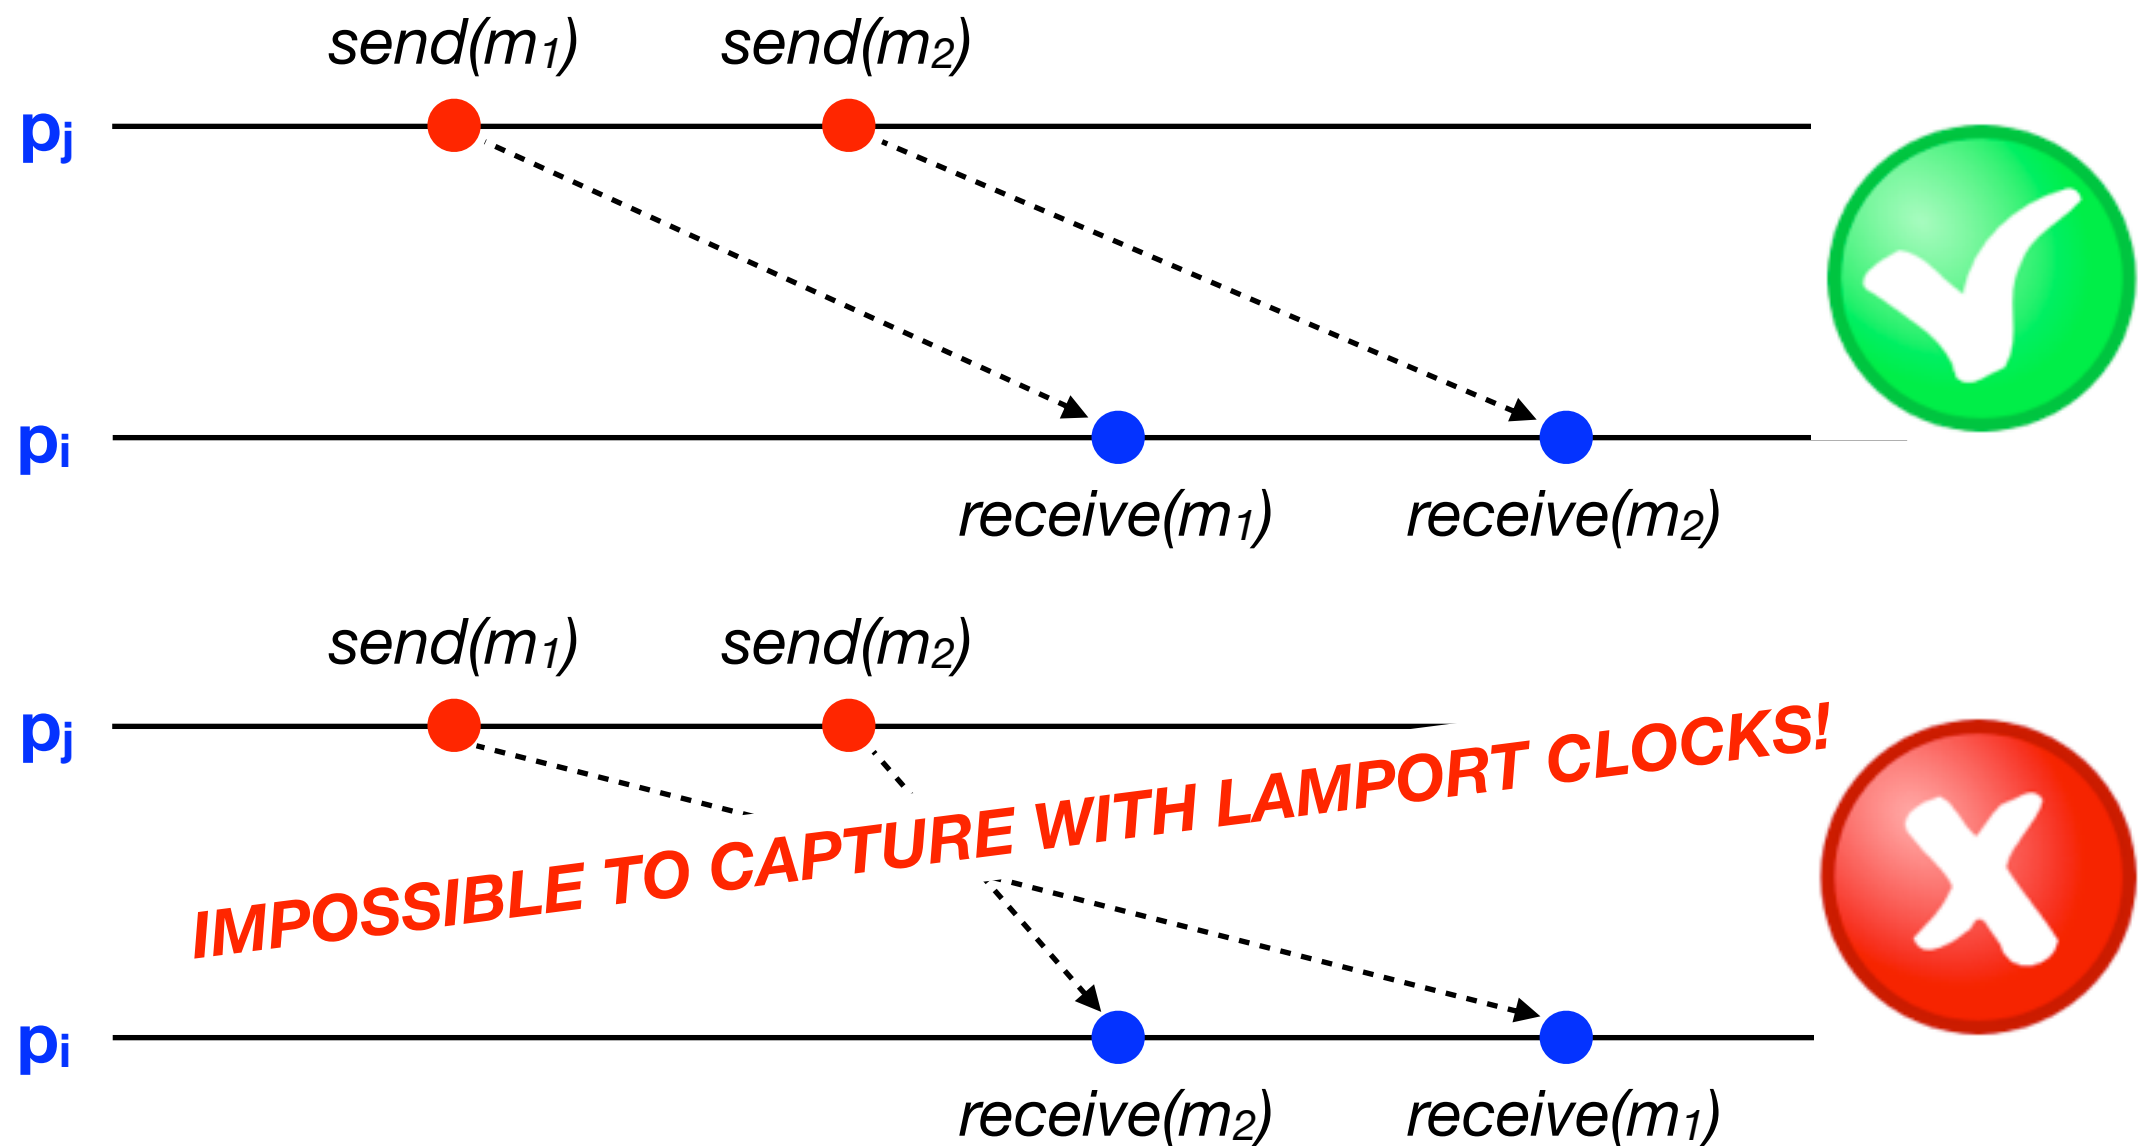 send(m1) send(m2)
pj
pi
receive(m1) receive(m2)
send(m1) send(m2)
pj
IMPOSSIBLE TO CAPTURE WITH LAMPORT CLOCKS!
pi
receive(m2) receive(m1)